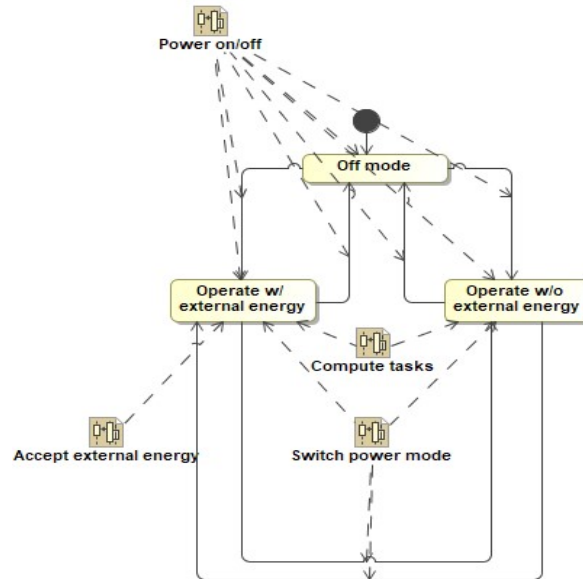 Power on/off
Off mode
Operate w/
external energy
Operate w/o
external energy
Compute tasks
Accept external energy
Switch power mode